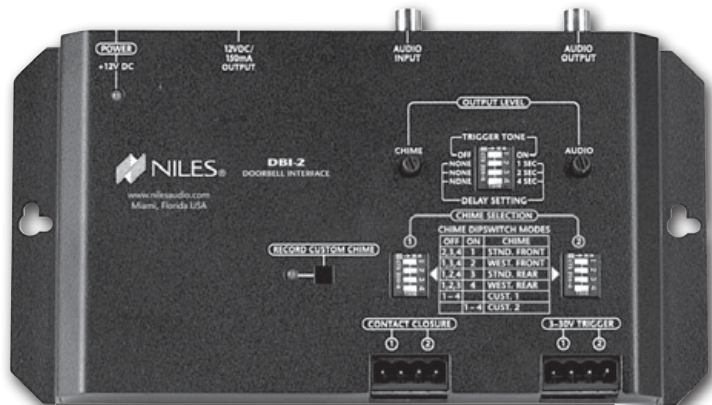 POWER
+12V DC
12VDC/
150mA
OUTPUT
AUDIO
INPUT
AUDIO
OUTPUT
OUTPUT LEVEL
CHIME
TRIGGER TONE
AUDIO
OFF ON
NONE 1 SEC
NONE 2 SEC
NONE 4 SEC
DELAY SETTING
NILES®
DBI-2
DOORBELL INTERFACE
www.nilesaudio.com
Miami, Florida USA
CHIME SELECTION
1 2
CHIME DIPSWITCH MODES
OFF ON CHIME
2,3,4 1 STND. FRONT
1,3,4 2 WEST. FRONT
1,2,4 3 STND. REAR
1,2,3 4 WEST. REAR
1-4 CUST. 1
1-4 CUST. 2
RECORD CUSTOM CHIME
CONTACT CLOSURE
1 2
3-30V TRIGGER
1 2